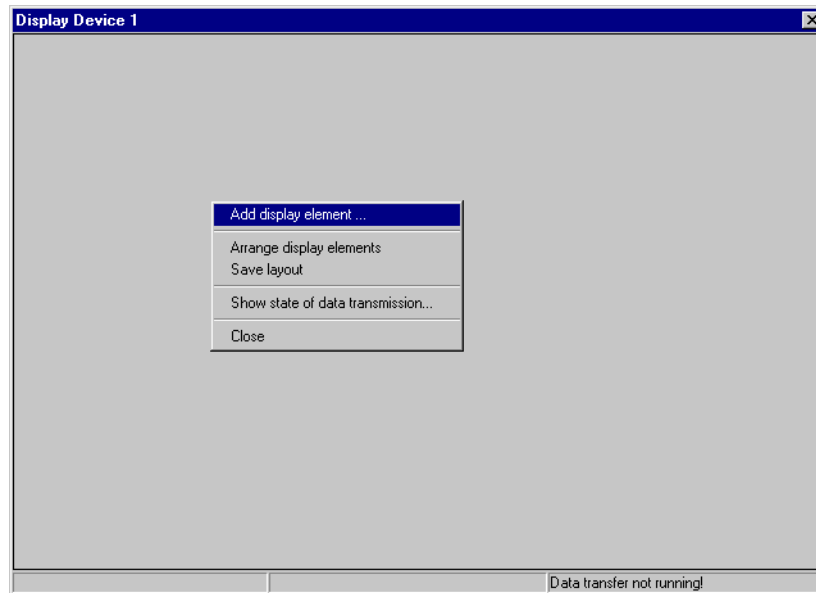 Display Device 1
Add display element ...
Arrange display elements
Save layout
Show state of data transmission...
Close
Data transfer not running!